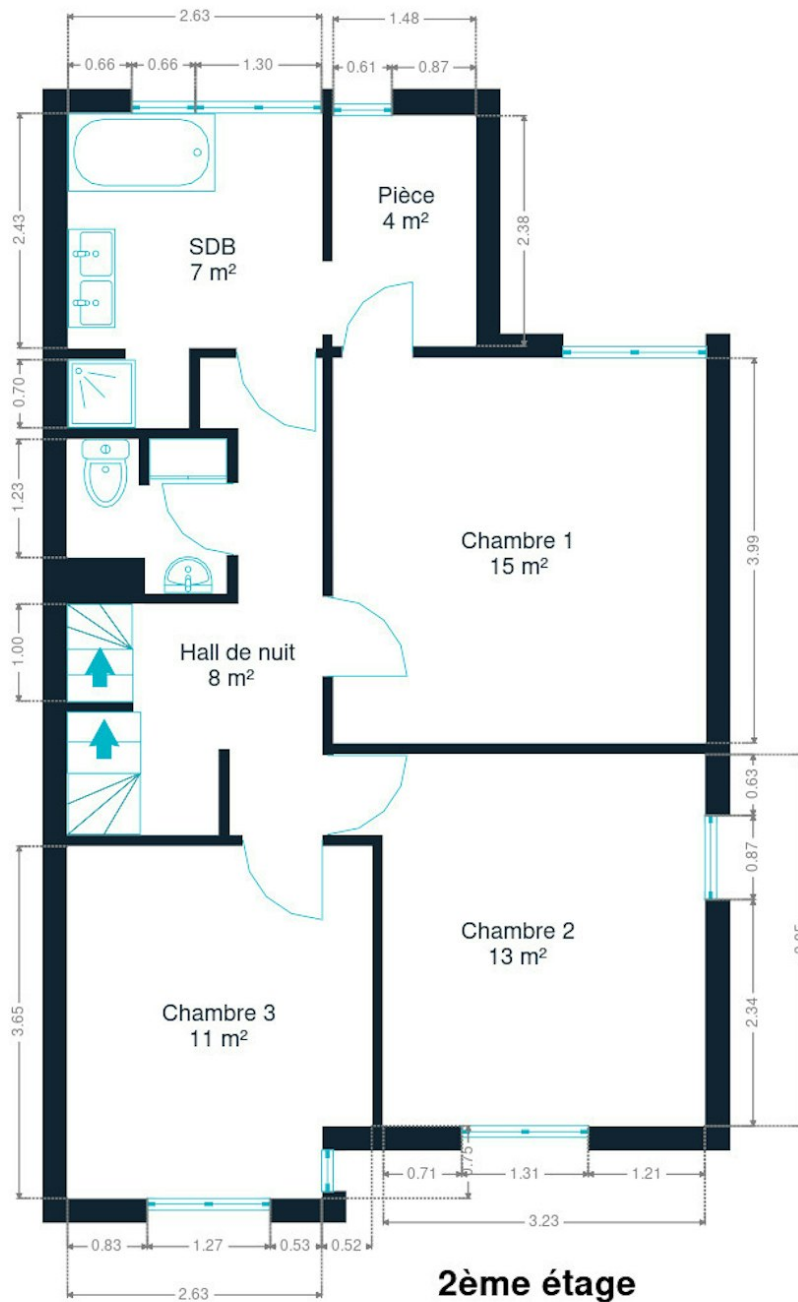 2.63
1.48
0.66
0.66
1.30
0.61
0.87
2.43
Pièce
4 m²
2.38
SDB
7 m²
0.70
1.23
Chambre 1
15 m²
3.99
1.00
Hall de nuit
8 m²
0.63
0.87
Chambre 2
13 m²
Chambre 3
11 m²
3.65
2.34
0.75
0.71
1.31
1.21
3.23
0.83
1.27
0.53
0.52
2.63
2ème étage